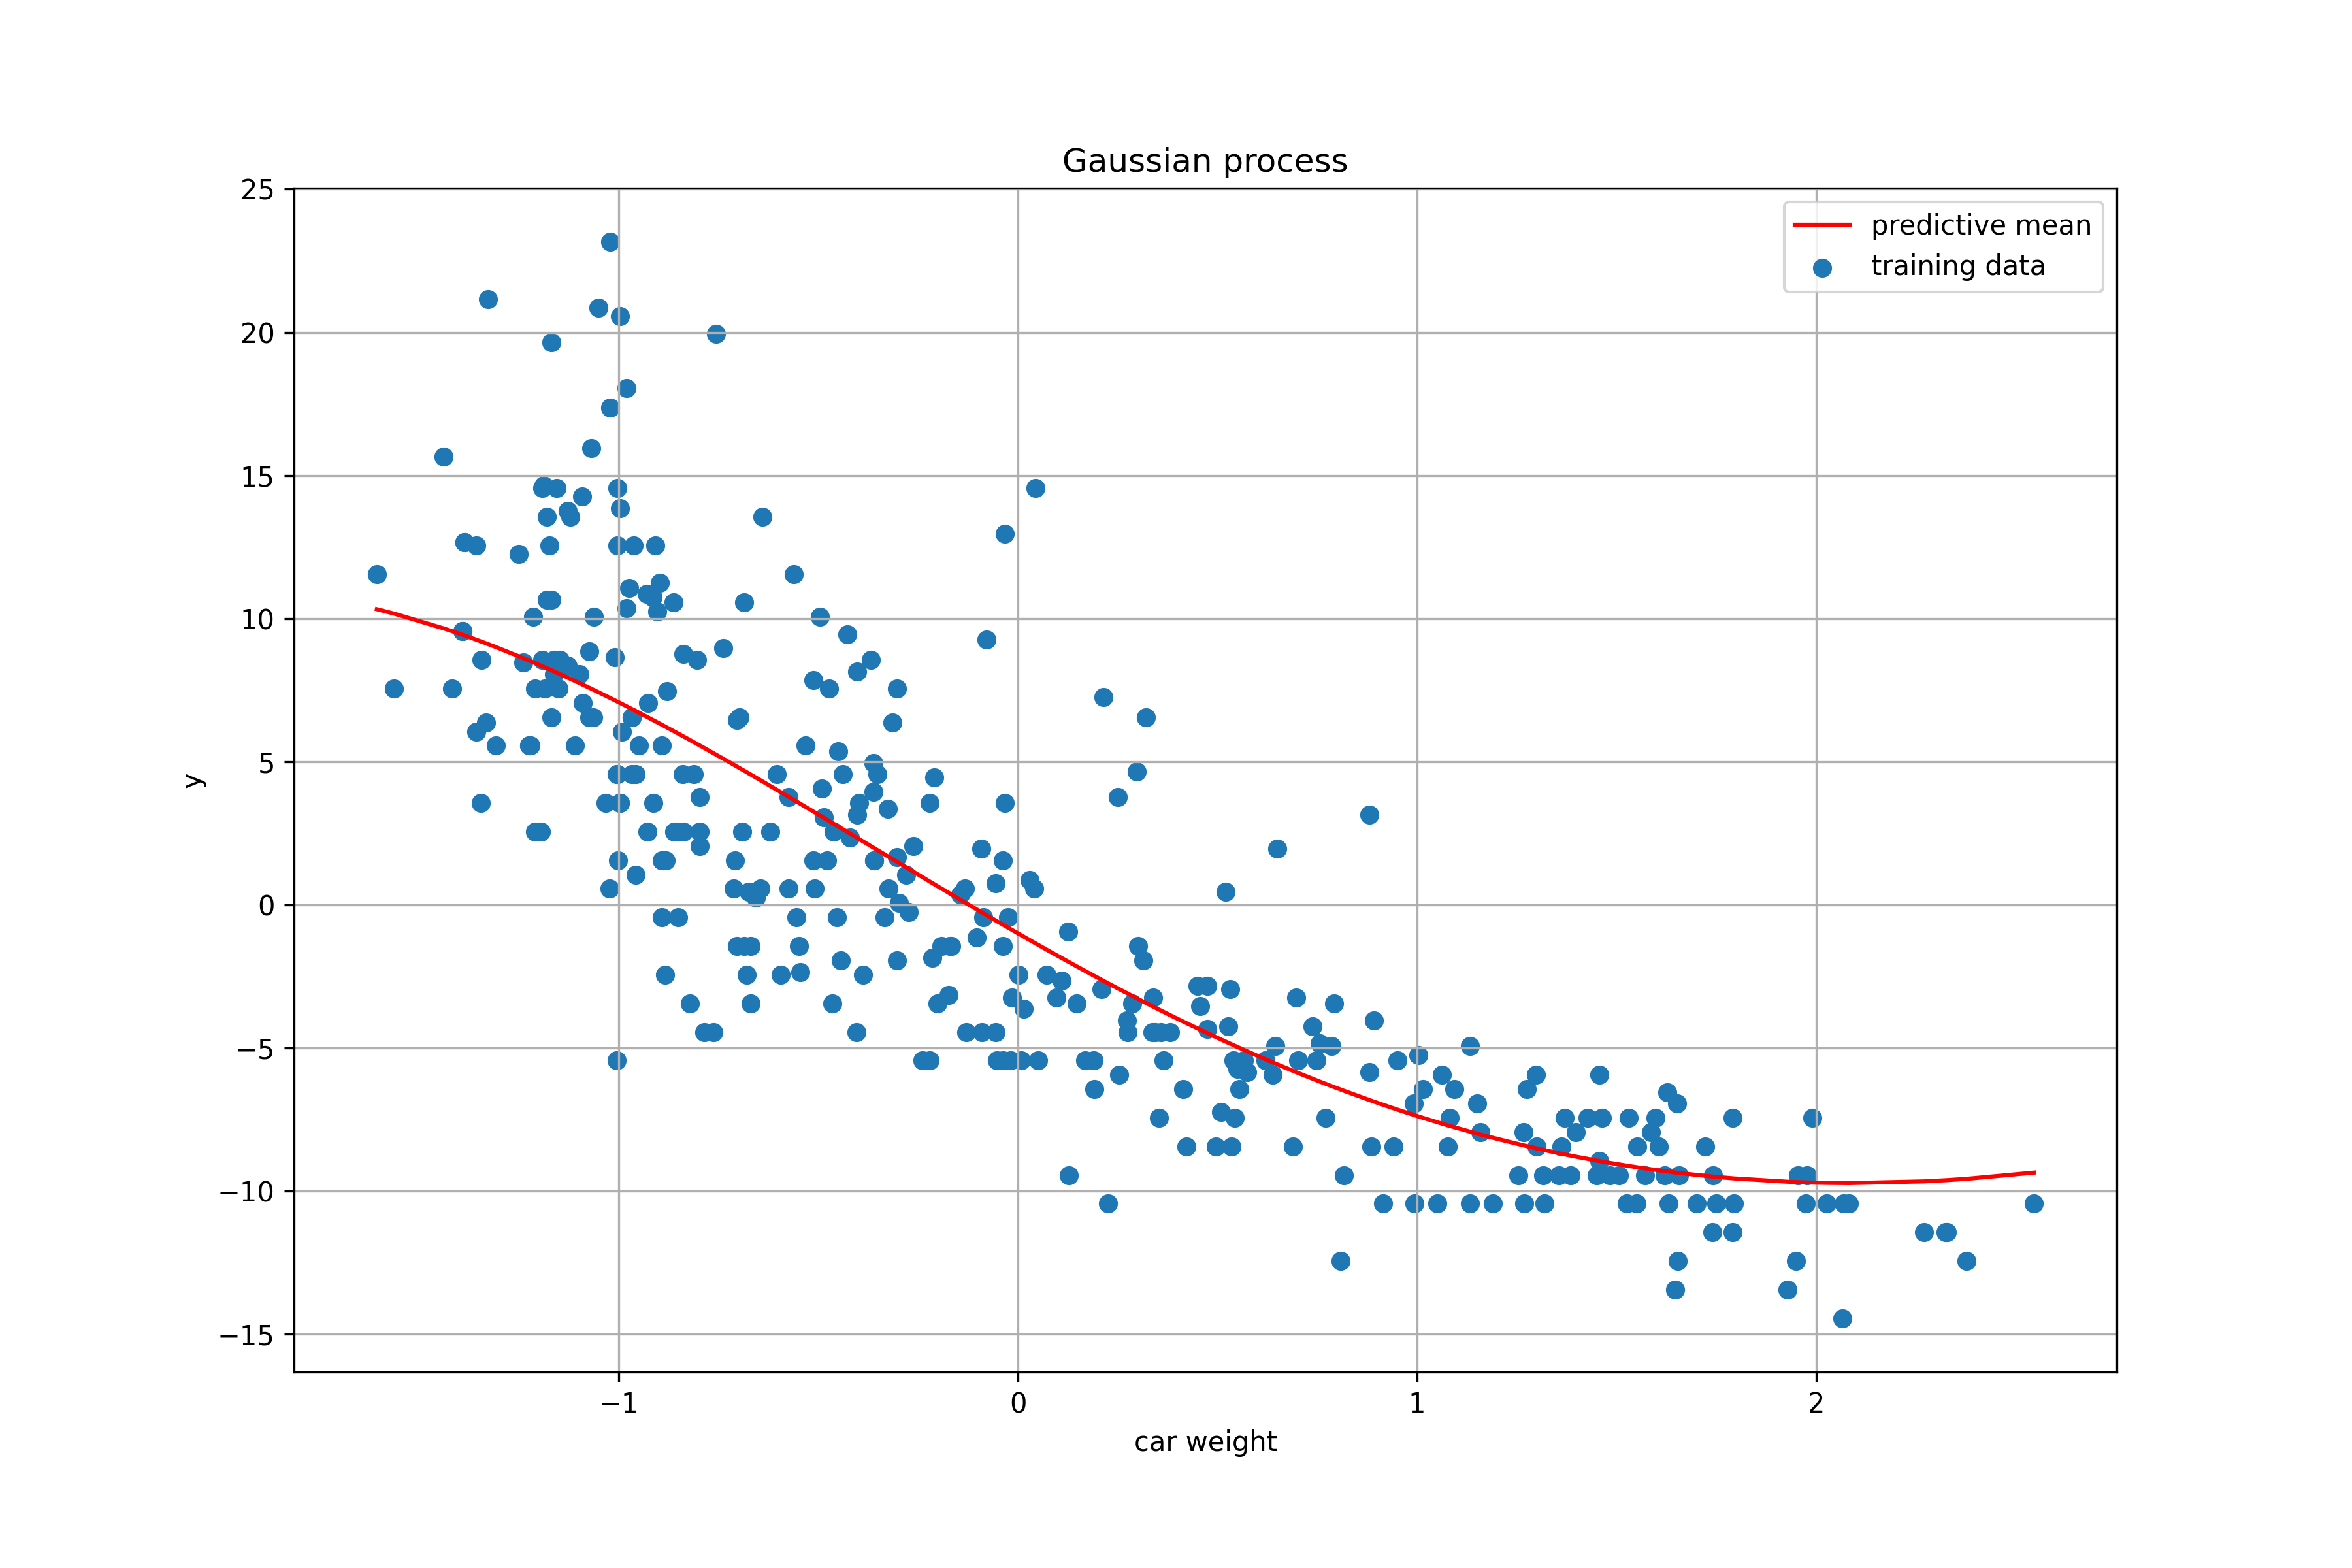 Gaussian process
25
20
15
10
5
0
−5
−10
−15
y
predictive mean
training data
−1
0
1
2
car weight